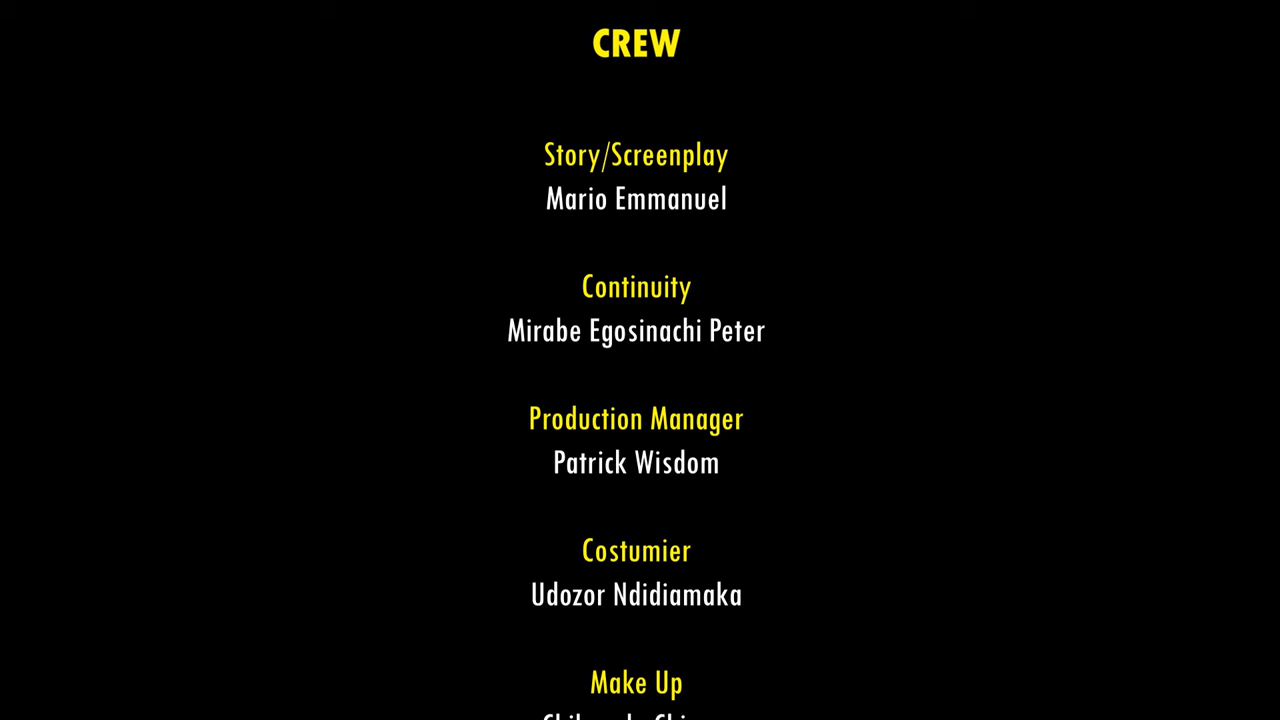 CREW
Story/Screenplay
Mario Emmanuel
Continuity
Mirabe Egosinachi Peter
Production Manager
Patrick Wisdom
Costumier
Udozor Ndidiamaka
Make Up